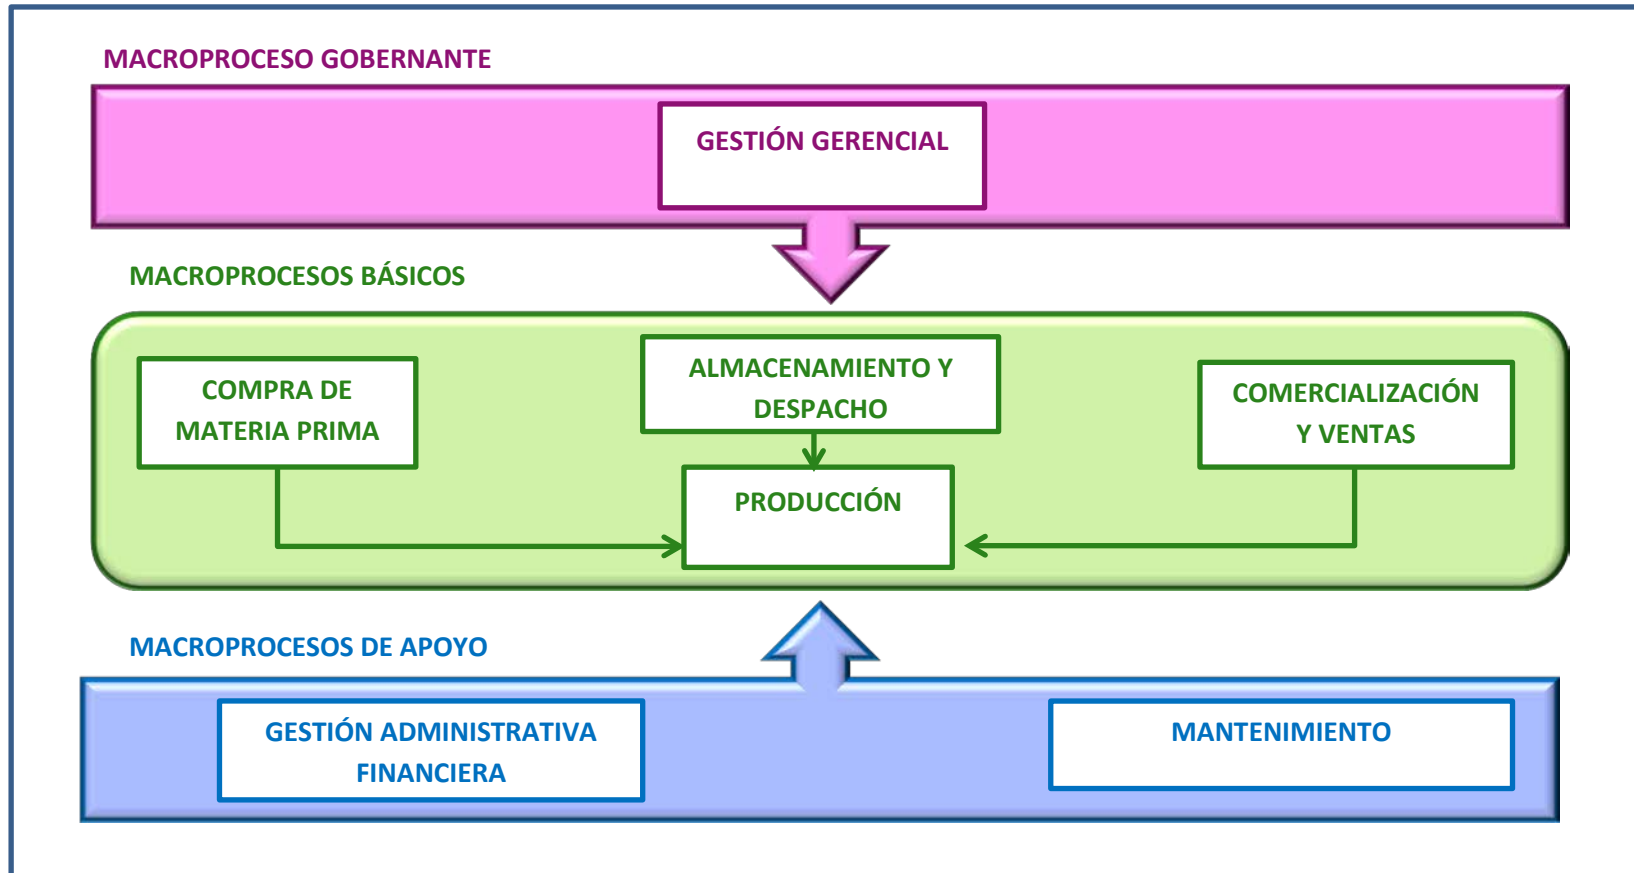 MACROPROCESO GOBERNANTE
GESTIÓN GERENCIAL
MACROPROCESOS BÁSICOS
COMPRA DE
MATERIA PRIMA
ALMACENAMIENTO Y
DESPACHO
COMERCIALIZACIÓN
Y VENTAS
PRODUCCIÓN
MACROPROCESOS DE APOYO
GESTIÓN ADMINISTRATIVA
FINANCIERA
MANTENIMIENTO